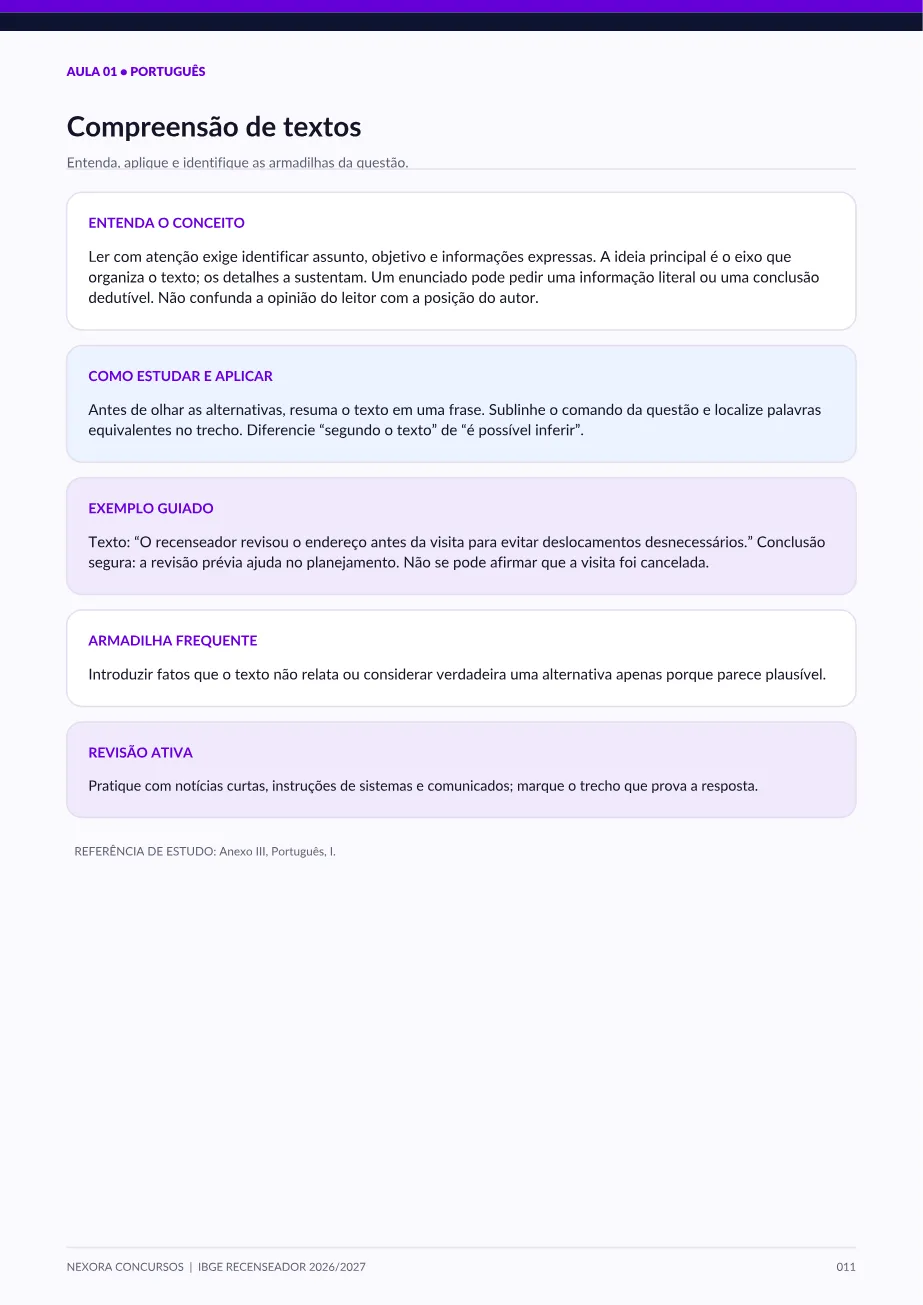 AULA 01 • PORTUGUÊS
Compreensão de textos
Entenda, aplique e identifique as armadilhas da questão.
ENTENDA O CONCEITO
Ler com atenção exige identificar assunto, objetivo e informações expressas. A ideia principal é o eixo que
organiza o texto; os detalhes a sustentam. Um enunciado pode pedir uma informação literal ou uma conclusão
dedutível. Não confunda a opinião do leitor com a posição do autor.
COMO ESTUDAR E APLICAR
Antes de olhar as alternativas, resuma o texto em uma frase. Sublinhe o comando da questão e localize palavras
equivalentes no trecho. Diferencie “segundo o texto” de “é possível inferir”.
EXEMPLO GUIADO
Texto: “O recenseador revisou o endereço antes da visita para evitar deslocamentos desnecessários.” Conclusão
segura: a revisão prévia ajuda no planejamento. Não se pode afirmar que a visita foi cancelada.
ARMADILHA FREQUENTE
Introduzir fatos que o texto não relata ou considerar verdadeira uma alternativa apenas porque parece plausível.
REVISÃO ATIVA
Pratique com notícias curtas, instruções de sistemas e comunicados; marque o trecho que prova a resposta.
REFERÊNCIA DE ESTUDO: Anexo III, Português, I.
NEXORA CONCURSOS | IBGE RECENSEADOR 2026/2027
011